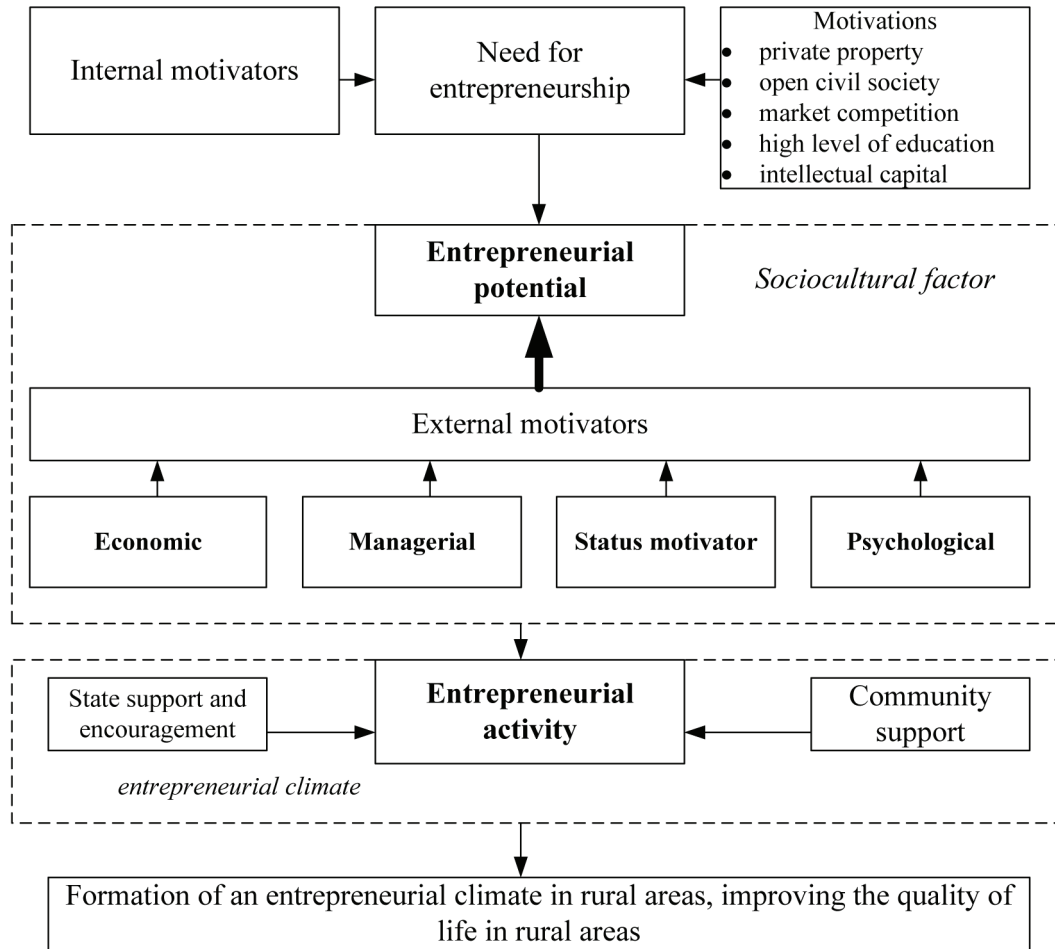 Internal motivators
Need for
entrepreneurship
Motivations
• private property
• open civil society
• market competition
• high level of education
• intellectual capital
Entrepreneurial
potential
Sociocultural factor
External motivators
Economic
Managerial
Status motivator
Psychological
State support and
encouragement
Entrepreneurial
activity
Community
support
entrepreneurial climate
Formation of an entrepreneurial climate in rural areas, improving the quality of
life in rural areas